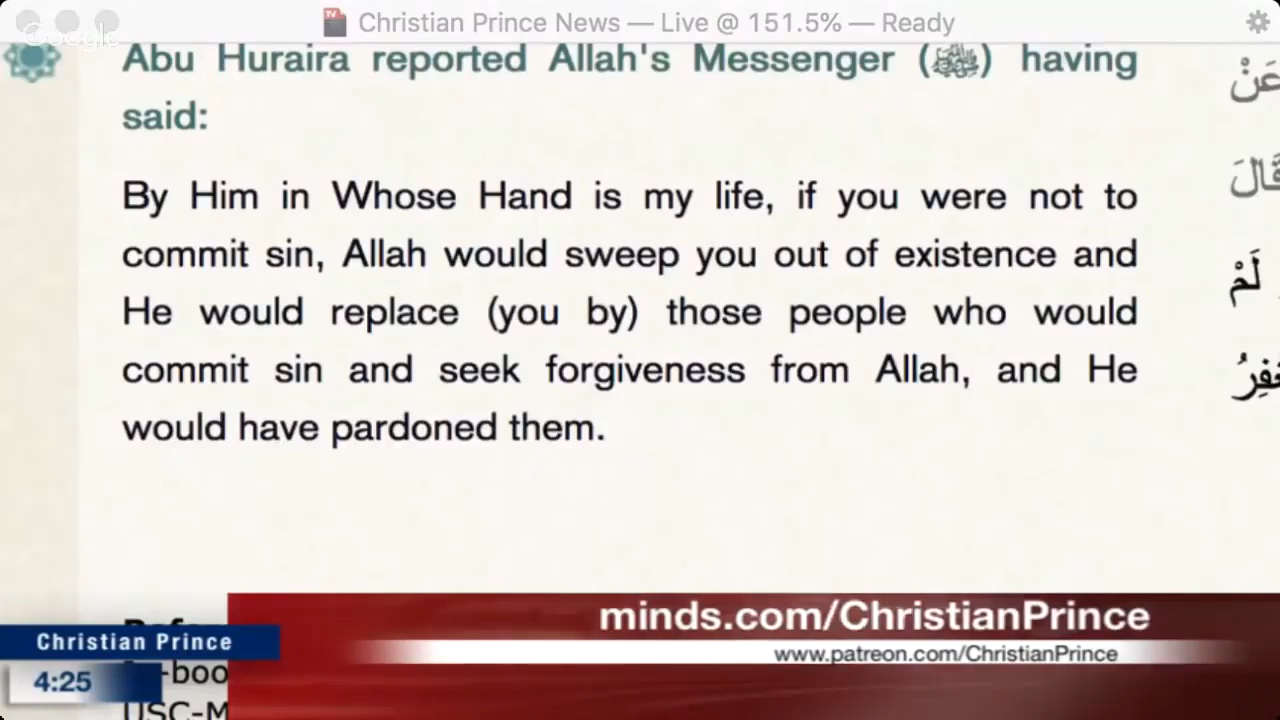 Christian Prince News — Live @ 151.5% — Ready
Google
Abu Huraira reported Allah's Messenger (ﷺ) having
said:
By Him in Whose Hand is my life, if you were not to
commit sin, Allah would sweep you out of existence and
He would replace (you by) those people who would
commit sin and seek forgiveness from Allah, and He
would have pardoned them.
عَنْ
لَمْ
minds.com/ChristianPrince
www.patreon.com/ChristianPrince
Christian Prince
4:25
-boo
USC-M